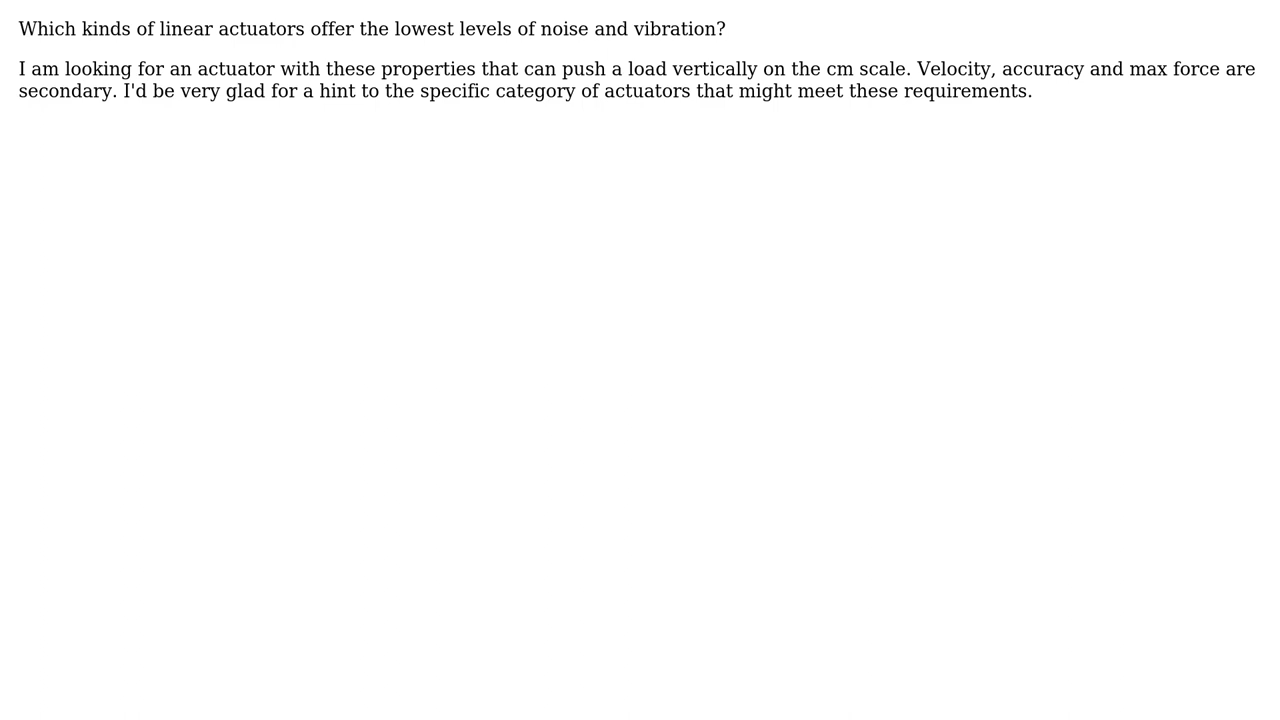 Which kinds of linear actuators offer the lowest levels of noise and vibration?
I am looking for an actuator with these properties that can push a load vertically on the cm scale. Velocity, accuracy and max force are
secondary. I'd be very glad for a hint to the specific category of actuators that might meet these requirements.